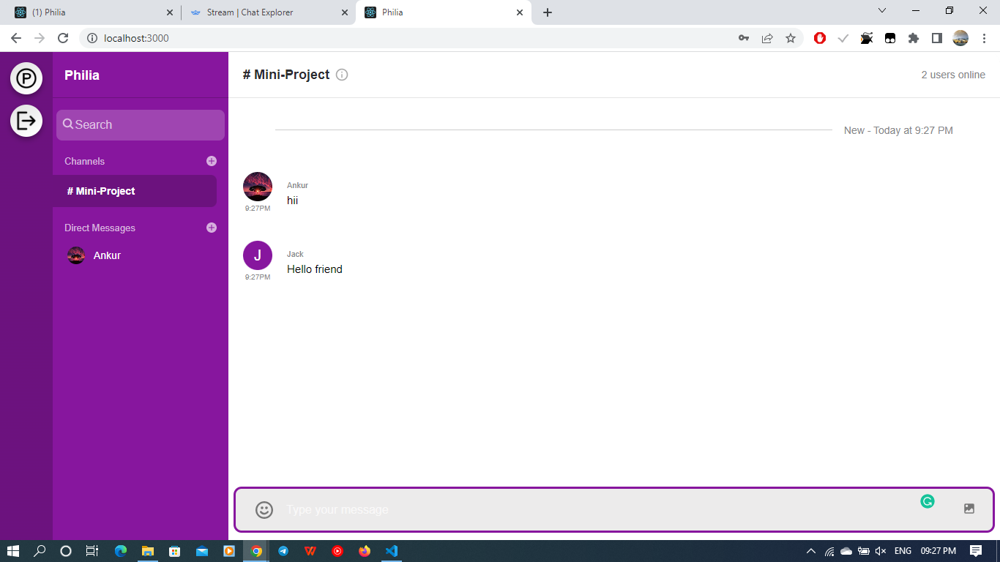 (1) Philia
Stream | Chat Explorer
Philia
localhost:3000
P
Philia
# Mini-Project
2 users online
Search
New - Today at 9:27 PM
Channels
# Mini-Project
Ankur
hii
9:27PM
Direct Messages
Ankur
J
Jack
Hello friend
9:27PM
Type your message
ENG
09:27 PM